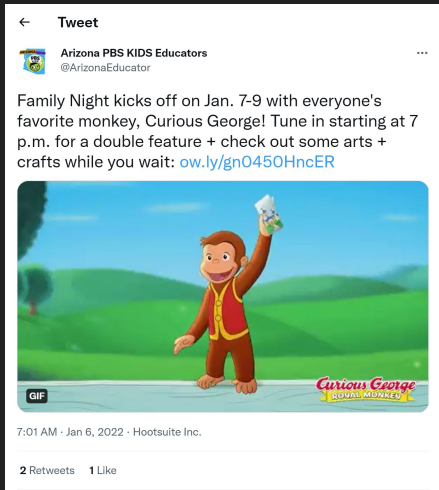 ← Tweet
Arizona PBS KIDS Educators
@ArizonaEducator
Family Night kicks off on Jan. 7-9 with everyone's
favorite monkey, Curious George! Tune in starting at 7
p.m. for a double feature + check out some arts +
crafts while you wait: ow.ly/gn0450HncER
GIF
Curious George
ROYAL MONKEY
7:01 AM · Jan 6, 2022 · Hootsuite Inc.
2 Retweets 1 Like